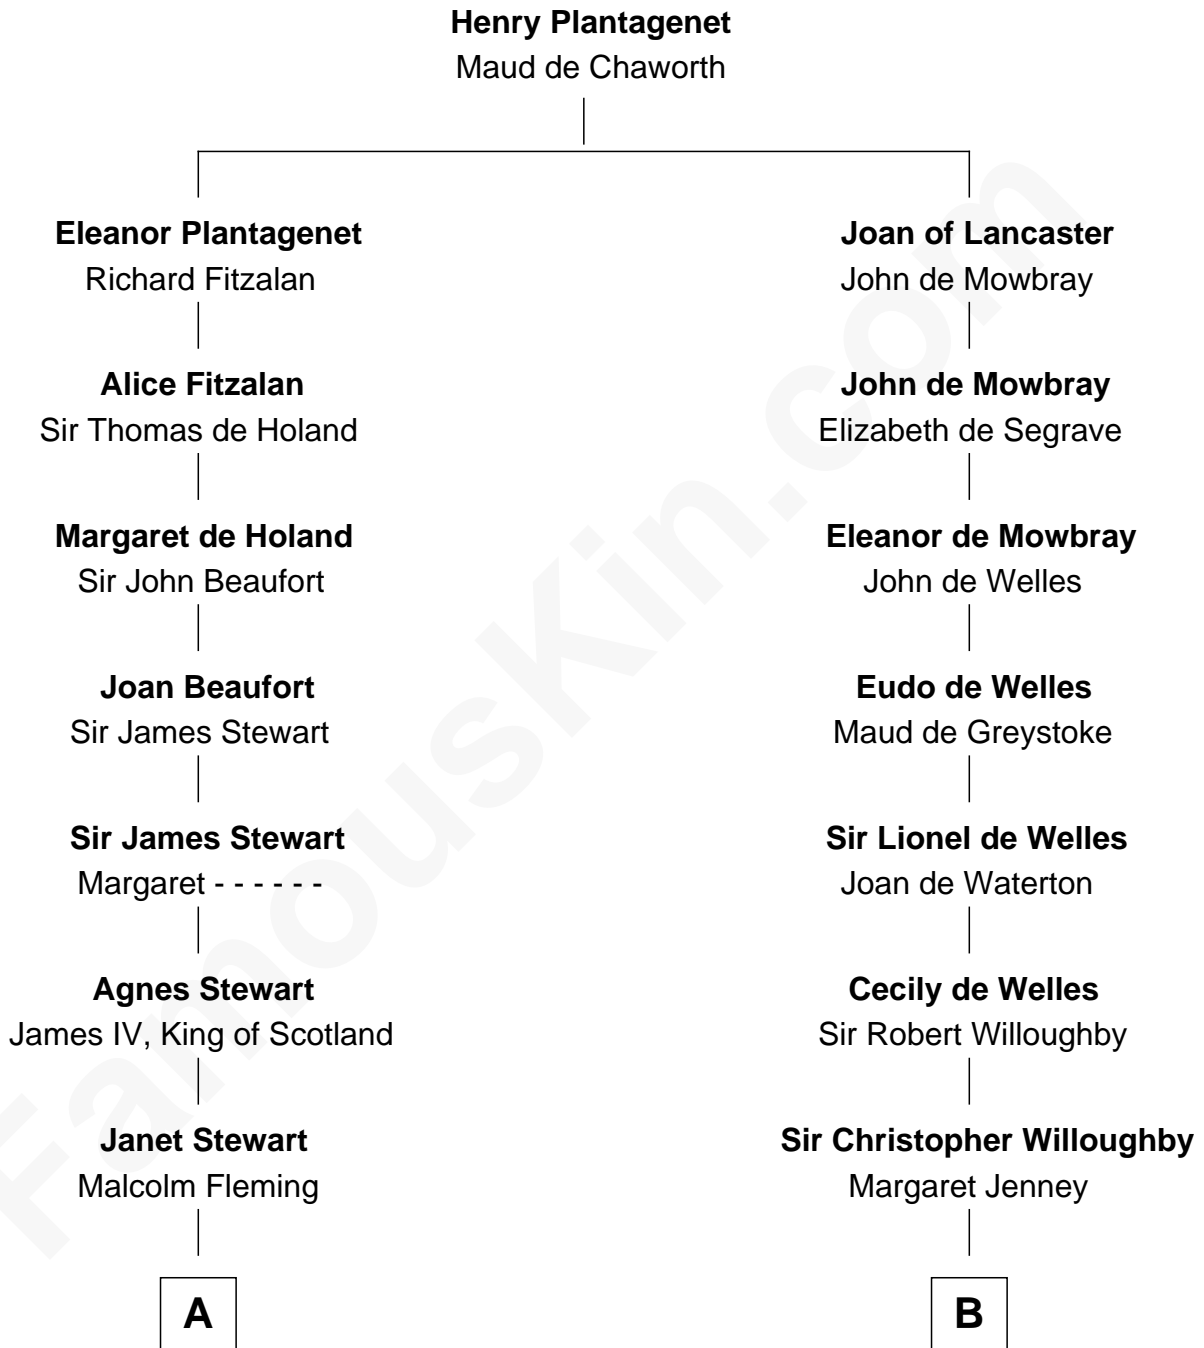 Henry Plantagenet
Maud de Chaworth
Eleanor Plantagenet
Richard Fitzalan
Alice Fitzalan
Sir Thomas de Holand
Margaret de Holand
Sir John Beaufort
Joan Beaufort
Sir James Stewart
Sir James Stewart
Margaret - - - - - -
Agnes Stewart
James IV, King of Scotland
Janet Stewart
Malcolm Fleming
A
Joan of Lancaster
John de Mowbray
John de Mowbray
Elizabeth de Segrave
Eleanor de Mowbray
John de Welles
Eudo de Welles
Maud de Greystoke
Sir Lionel de Welles
Joan de Waterton
Cecily de Welles
Sir Robert Willoughby
Sir Christopher Willoughby
Margaret Jenney
B
FamousKin.com